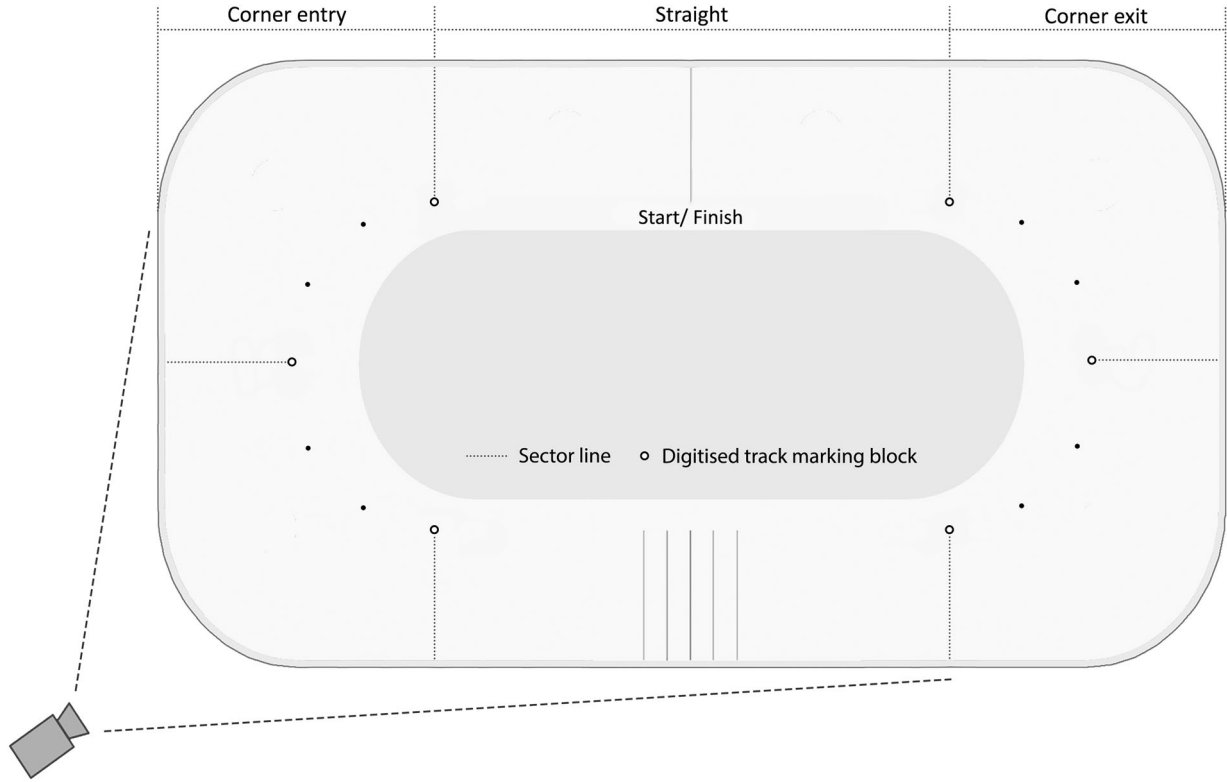 Corner entry
Straight
Corner exit
Start/ Finish
Sector line
Digitised track marking block